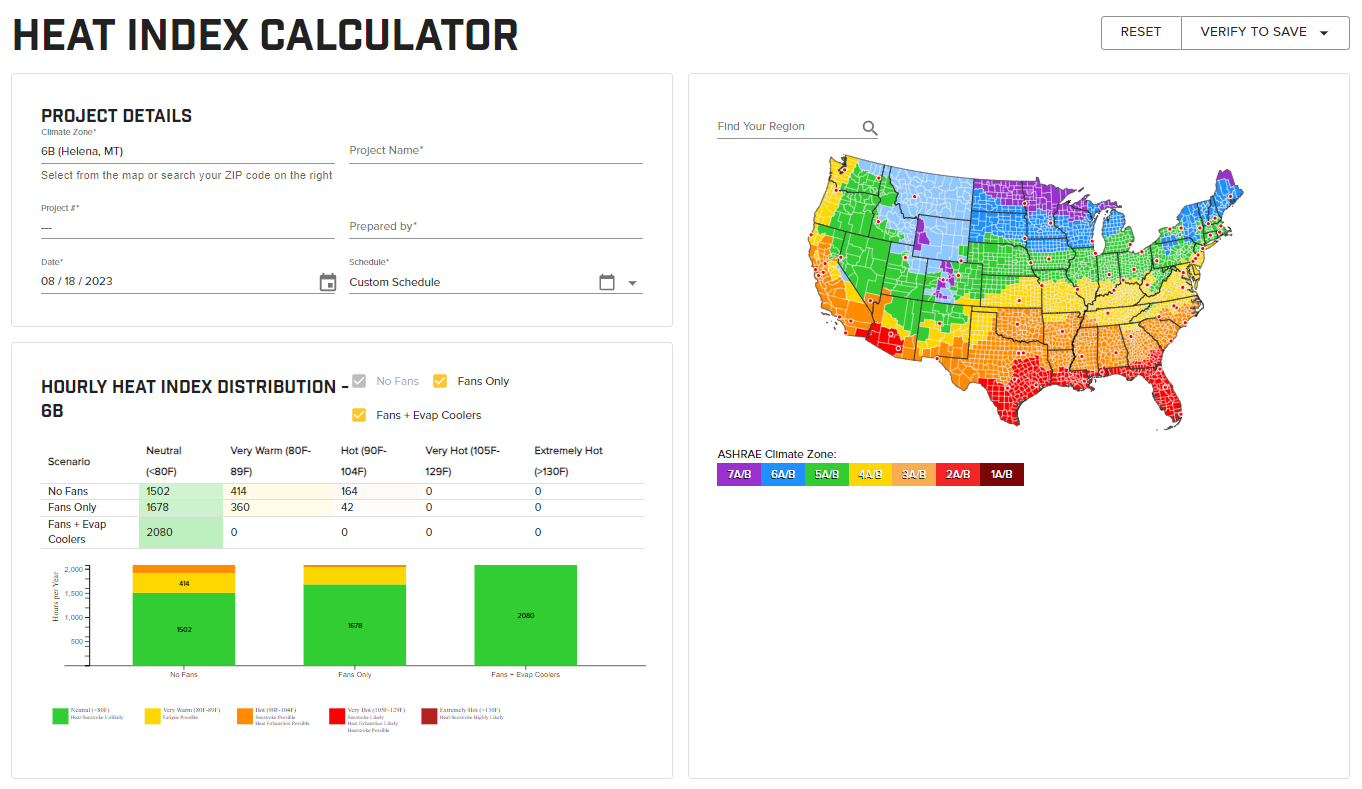 HEAT INDEX CALCULATOR
RESET
VERIFY TO SAVE
PROJECT DETAILS
Climate Zone*
6B (Helena, MT)
Project Name*
Select from the map or search your ZIP code on the right
Project #*
---
Prepared by*
Date*
08 / 18 / 2023
Schedule*
Custom Schedule
HOURLY HEAT INDEX DISTRIBUTION -
6B
No Fans
Fans Only
Fans + Evap Coolers
Scenario
Neutral
(<80F)
Very Warm (80F-
89F)
Hot (90F-
104F)
Very Hot (105F-
129F)
Extremely Hot
(>130F)
No Fans 1502 414 164 0 0
Fans Only 1678 360 42 0 0
Fans + Evap
Coolers
2080 0 0 0 0
Hours per Year
2,000
1,500
1,000
500
414
1502
1678
2080
No Fans
Fans Only
Fans + Evap Coolers
Neutral (<80F)
Heat/Sunstroke Unlikely
Very Warm (80F-89F)
Fatigue Possible
Hot (90F-104F)
Sunstroke Possible
Heat Exhaustion Possible
Very Hot (105F-129F)
Sunstroke Likely
Heat Exhaustion Likely
Heatstroke Possible
Extremely Hot (>130F)
Heat/Sunstroke Highly Likely
Find Your Region
ASHRAE Climate Zone:
7A/B 6A/B 5A/B 4A/B 3A/B 2A/B 1A/B